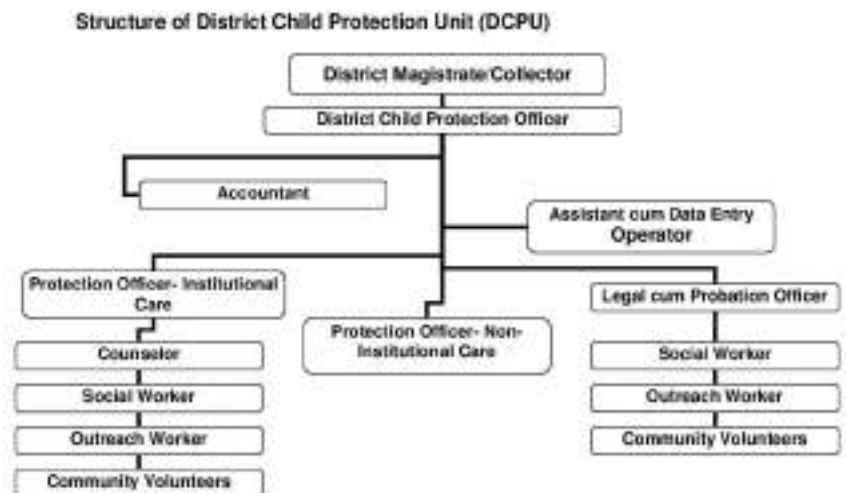 Structure of District Child Protection Unit (DCPU)
District Magistrate/Collector
District Child Protection Officer
Accountant
Assistant cum Data Entry
Operator
Protection Officer- Institutional
Care
Legal cum Probation Officer
Protection Officer- Non-
Institutional Care
Counselor
Social Worker
Outreach Worker
Community Volunteers
Social Worker
Outreach Worker
Community Volunteers